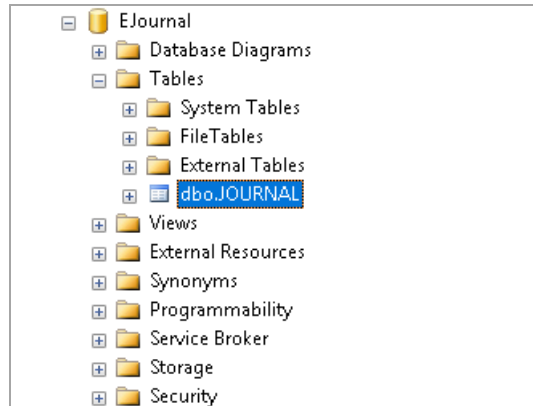 EJournal
Database Diagrams
Tables
System Tables
FileTables
External Tables
dbo.JOURNAL
Views
External Resources
Synonyms
Programmability
Service Broker
Storage
Security